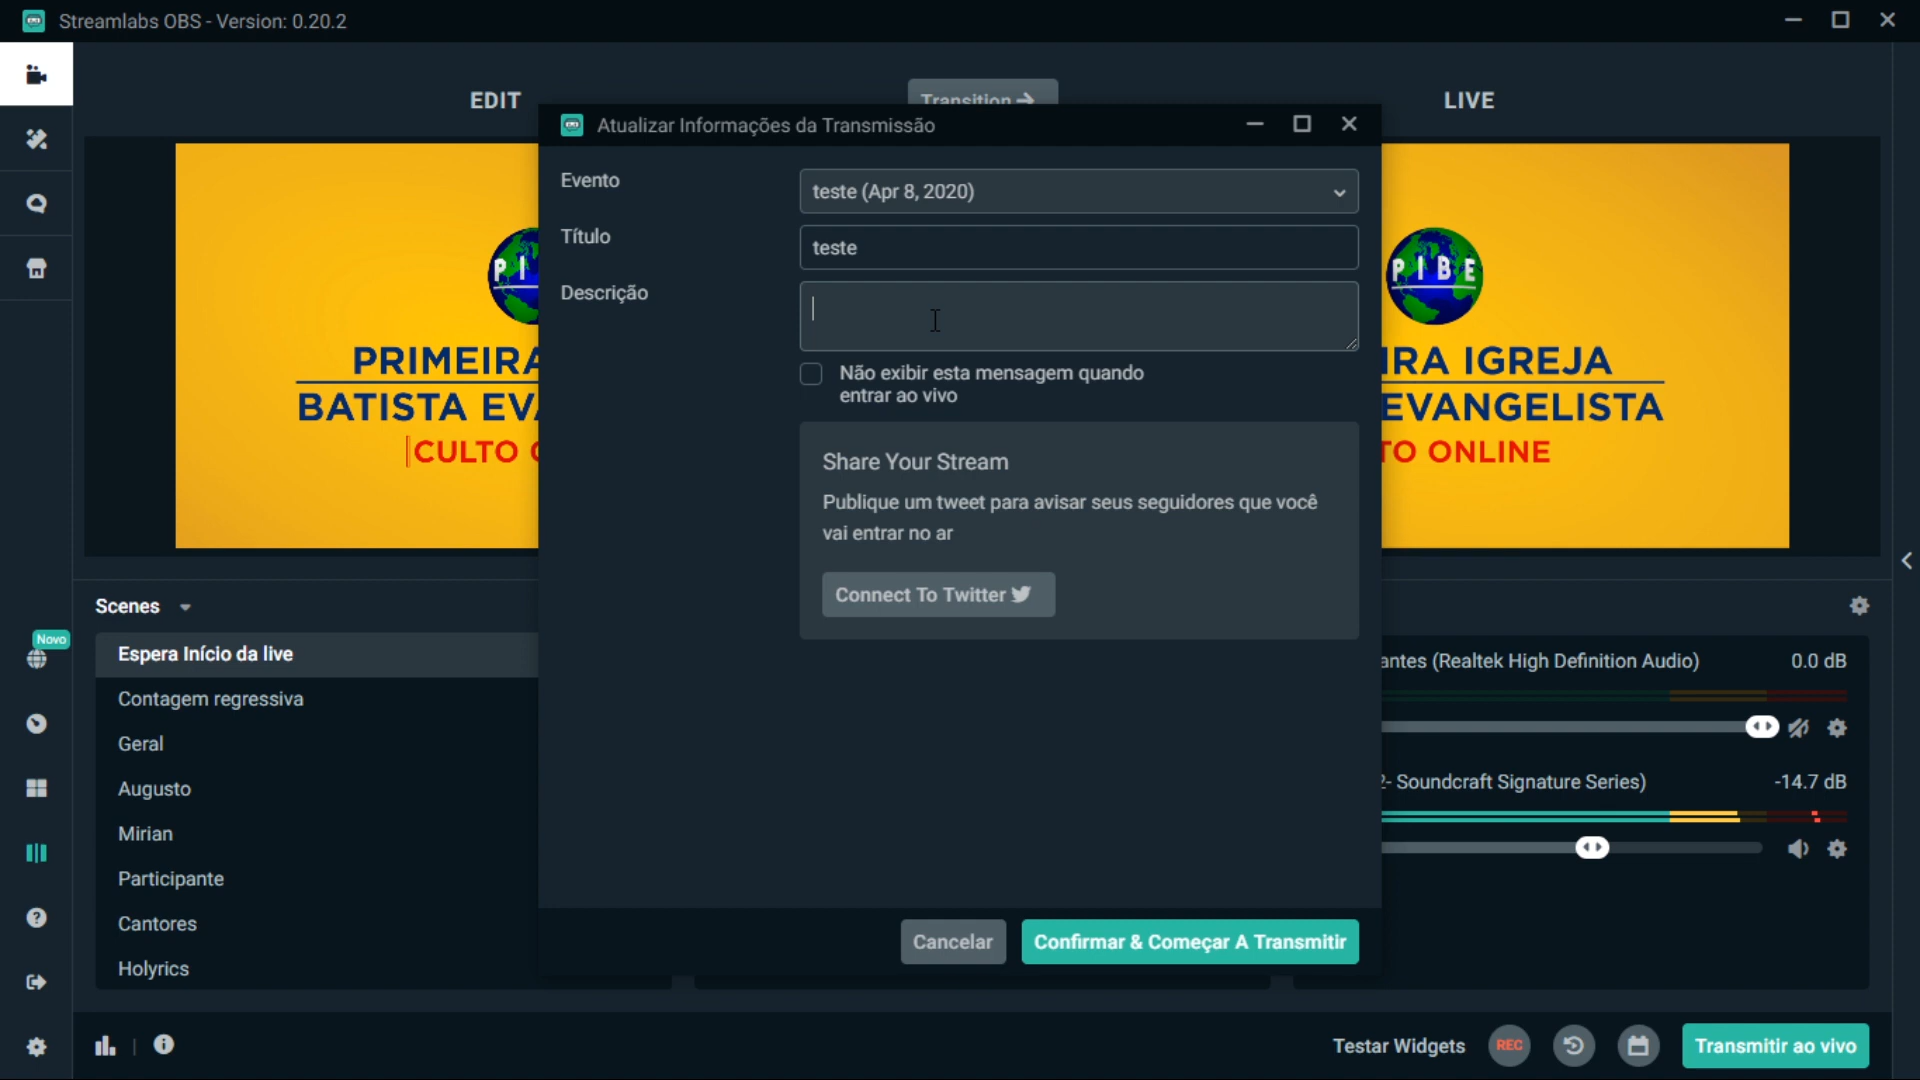 Streamlabs OBS - Version: 0.20.2
EDIT
Transition
LIVE
Atualizar Informações da Transmissão
Evento
teste (Apr 8, 2020)
Título
teste
Descrição
Não exibir esta mensagem quando
entrar ao vivo
Share Your Stream
Publique um tweet para avisar seus seguidores que você
vai entrar no ar
Connect To Twitter
Cancelar
Confirmar & Começar A Transmitir
PI
PRIMEIRA
BATISTA EVA
CULTO
PIBE
IRA IGREJA
EVANGELISTA
TO ONLINE
Novo
Scenes
Espera Início da live
Contagem regressiva
Geral
Augusto
Mirian
Participante
Cantores
Holyrics
antes (Realtek High Definition Audio)
0.0 dB
2- Soundcraft Signature Series)
-14.7 dB
Testar Widgets
REC
Transmitir ao vivo